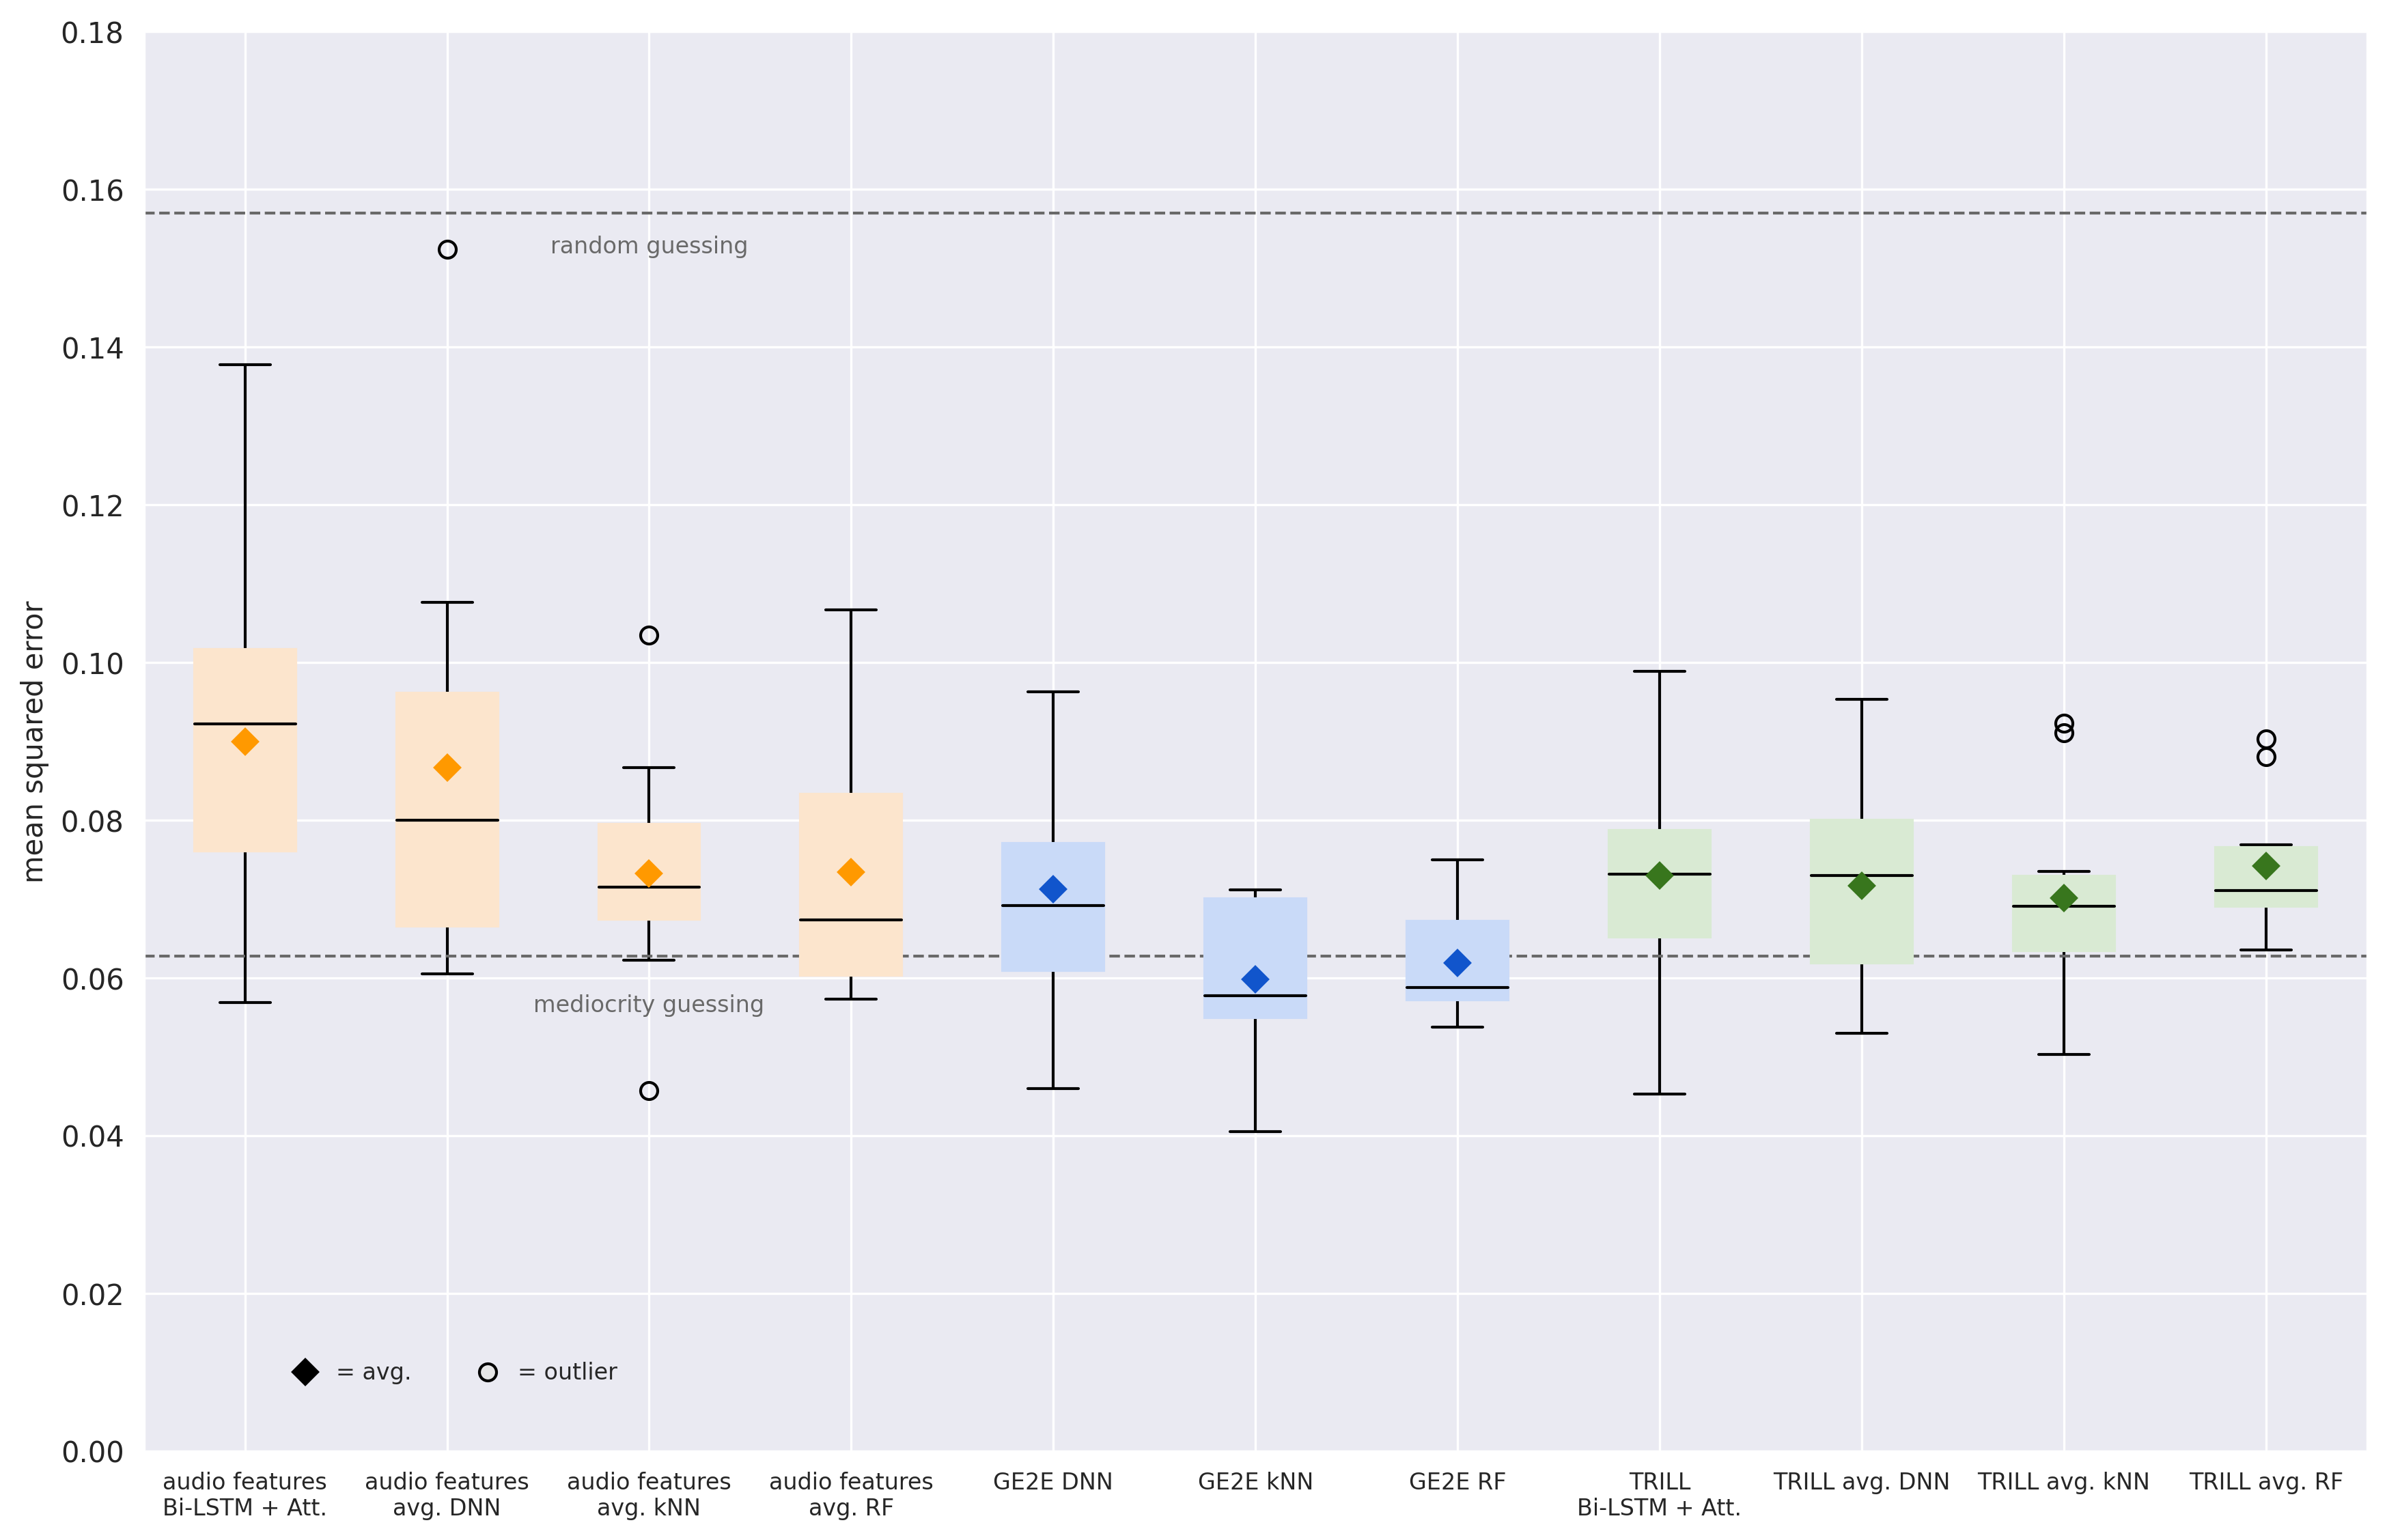 0.18
0.16
0.14
0.12
0.10
0.08
0.06
0.04
0.02
0.00
mean squared error
random guessing
mediocrity guessing
= avg.
= outlier
audio features
Bi-LSTM + Att.
audio features
avg. DNN
audio features
avg. kNN
audio features
avg. RF
GE2E DNN
GE2E kNN
GE2E RF
TRILL
Bi-LSTM + Att.
TRILL avg. DNN
TRILL avg. kNN
TRILL avg. RF